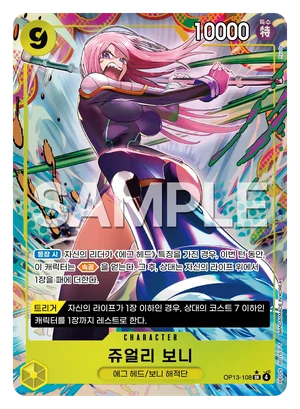 9
10000
특수
特
SAMPLE
등장 시 자신의 리더가 《에그 헤드》 특징을 가진 경우, 이번 턴 동안
이 캐릭터는 속공 을 얻는다. 그 후, 상대는 자신의 라이프 위에서
1장을 패에 더한다.
트리거 자신의 라이프가 1장 이하인 경우, 상대의 코스트 7 이하인
캐릭터를 1장까지 레스트로 한다.
CHARACTER
쥬얼리 보니
에그 헤드/보니 해적단
OP13-108 SR 4